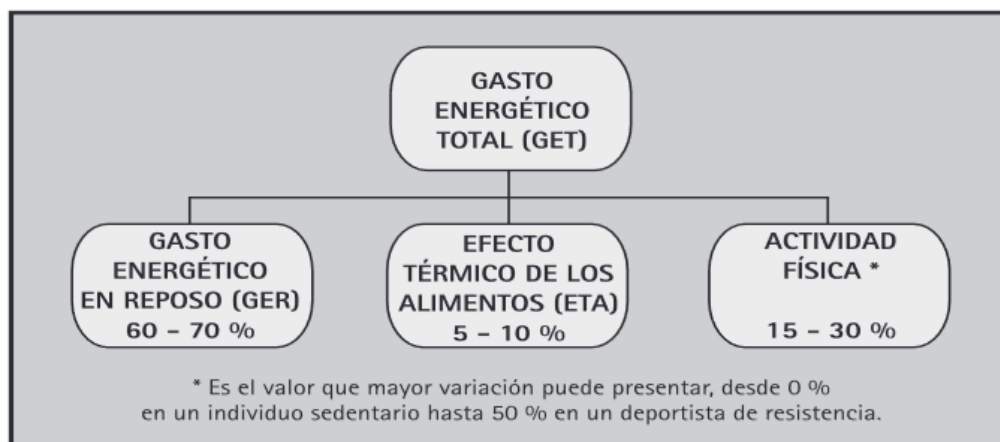 GASTO
ENERGÉTICO
TOTAL (GET)
GASTO
ENERGÉTICO
EN REPOSO (GER)
60 – 70 %
EFECTO
TÉRMICO DE LOS
ALIMENTOS (ETA)
5 – 10 %
ACTIVIDAD
FÍSICA *
15 – 30 %
* Es el valor que mayor variación puede presentar, desde 0 %
en un individuo sedentario hasta 50 % en un deportista de resistencia.